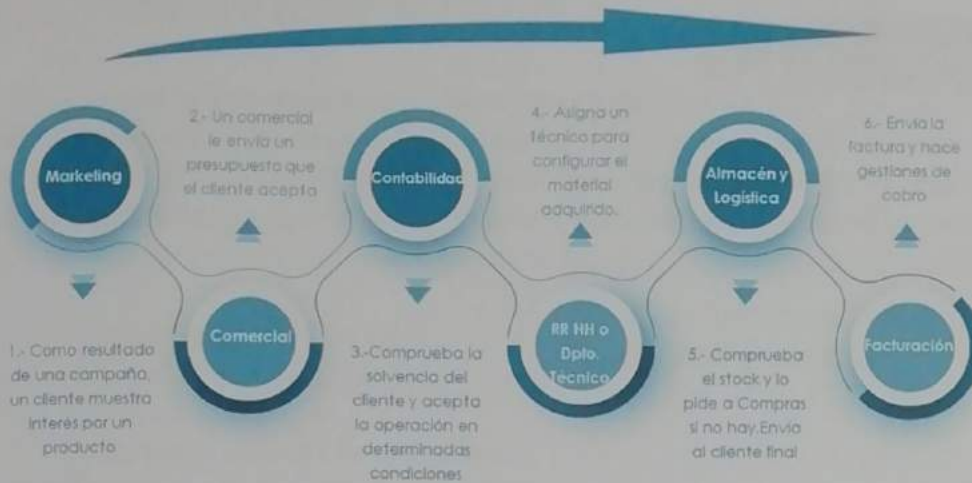 Marketing
1.- Como resultado
de una campaña,
un cliente muestra
interés por un
producto
2.- Un comercial
le envía un
presupuesto que
el cliente acepta
Comercial
Contabilidad
3.-Comprueba la
solvencia del
cliente y acepta
la operación en
determinadas
condiciones
4.- Asigna un
técnico para
configurar el
material
adquirido.
RR HH o
Dpto.
Técnico
Almacén y
Logística
5.- Comprueba
el stock y lo
pide a Compras
si no hay.Envía
al cliente final
6.- Envía la
factura y hace
gestiones de
cobro
Facturación